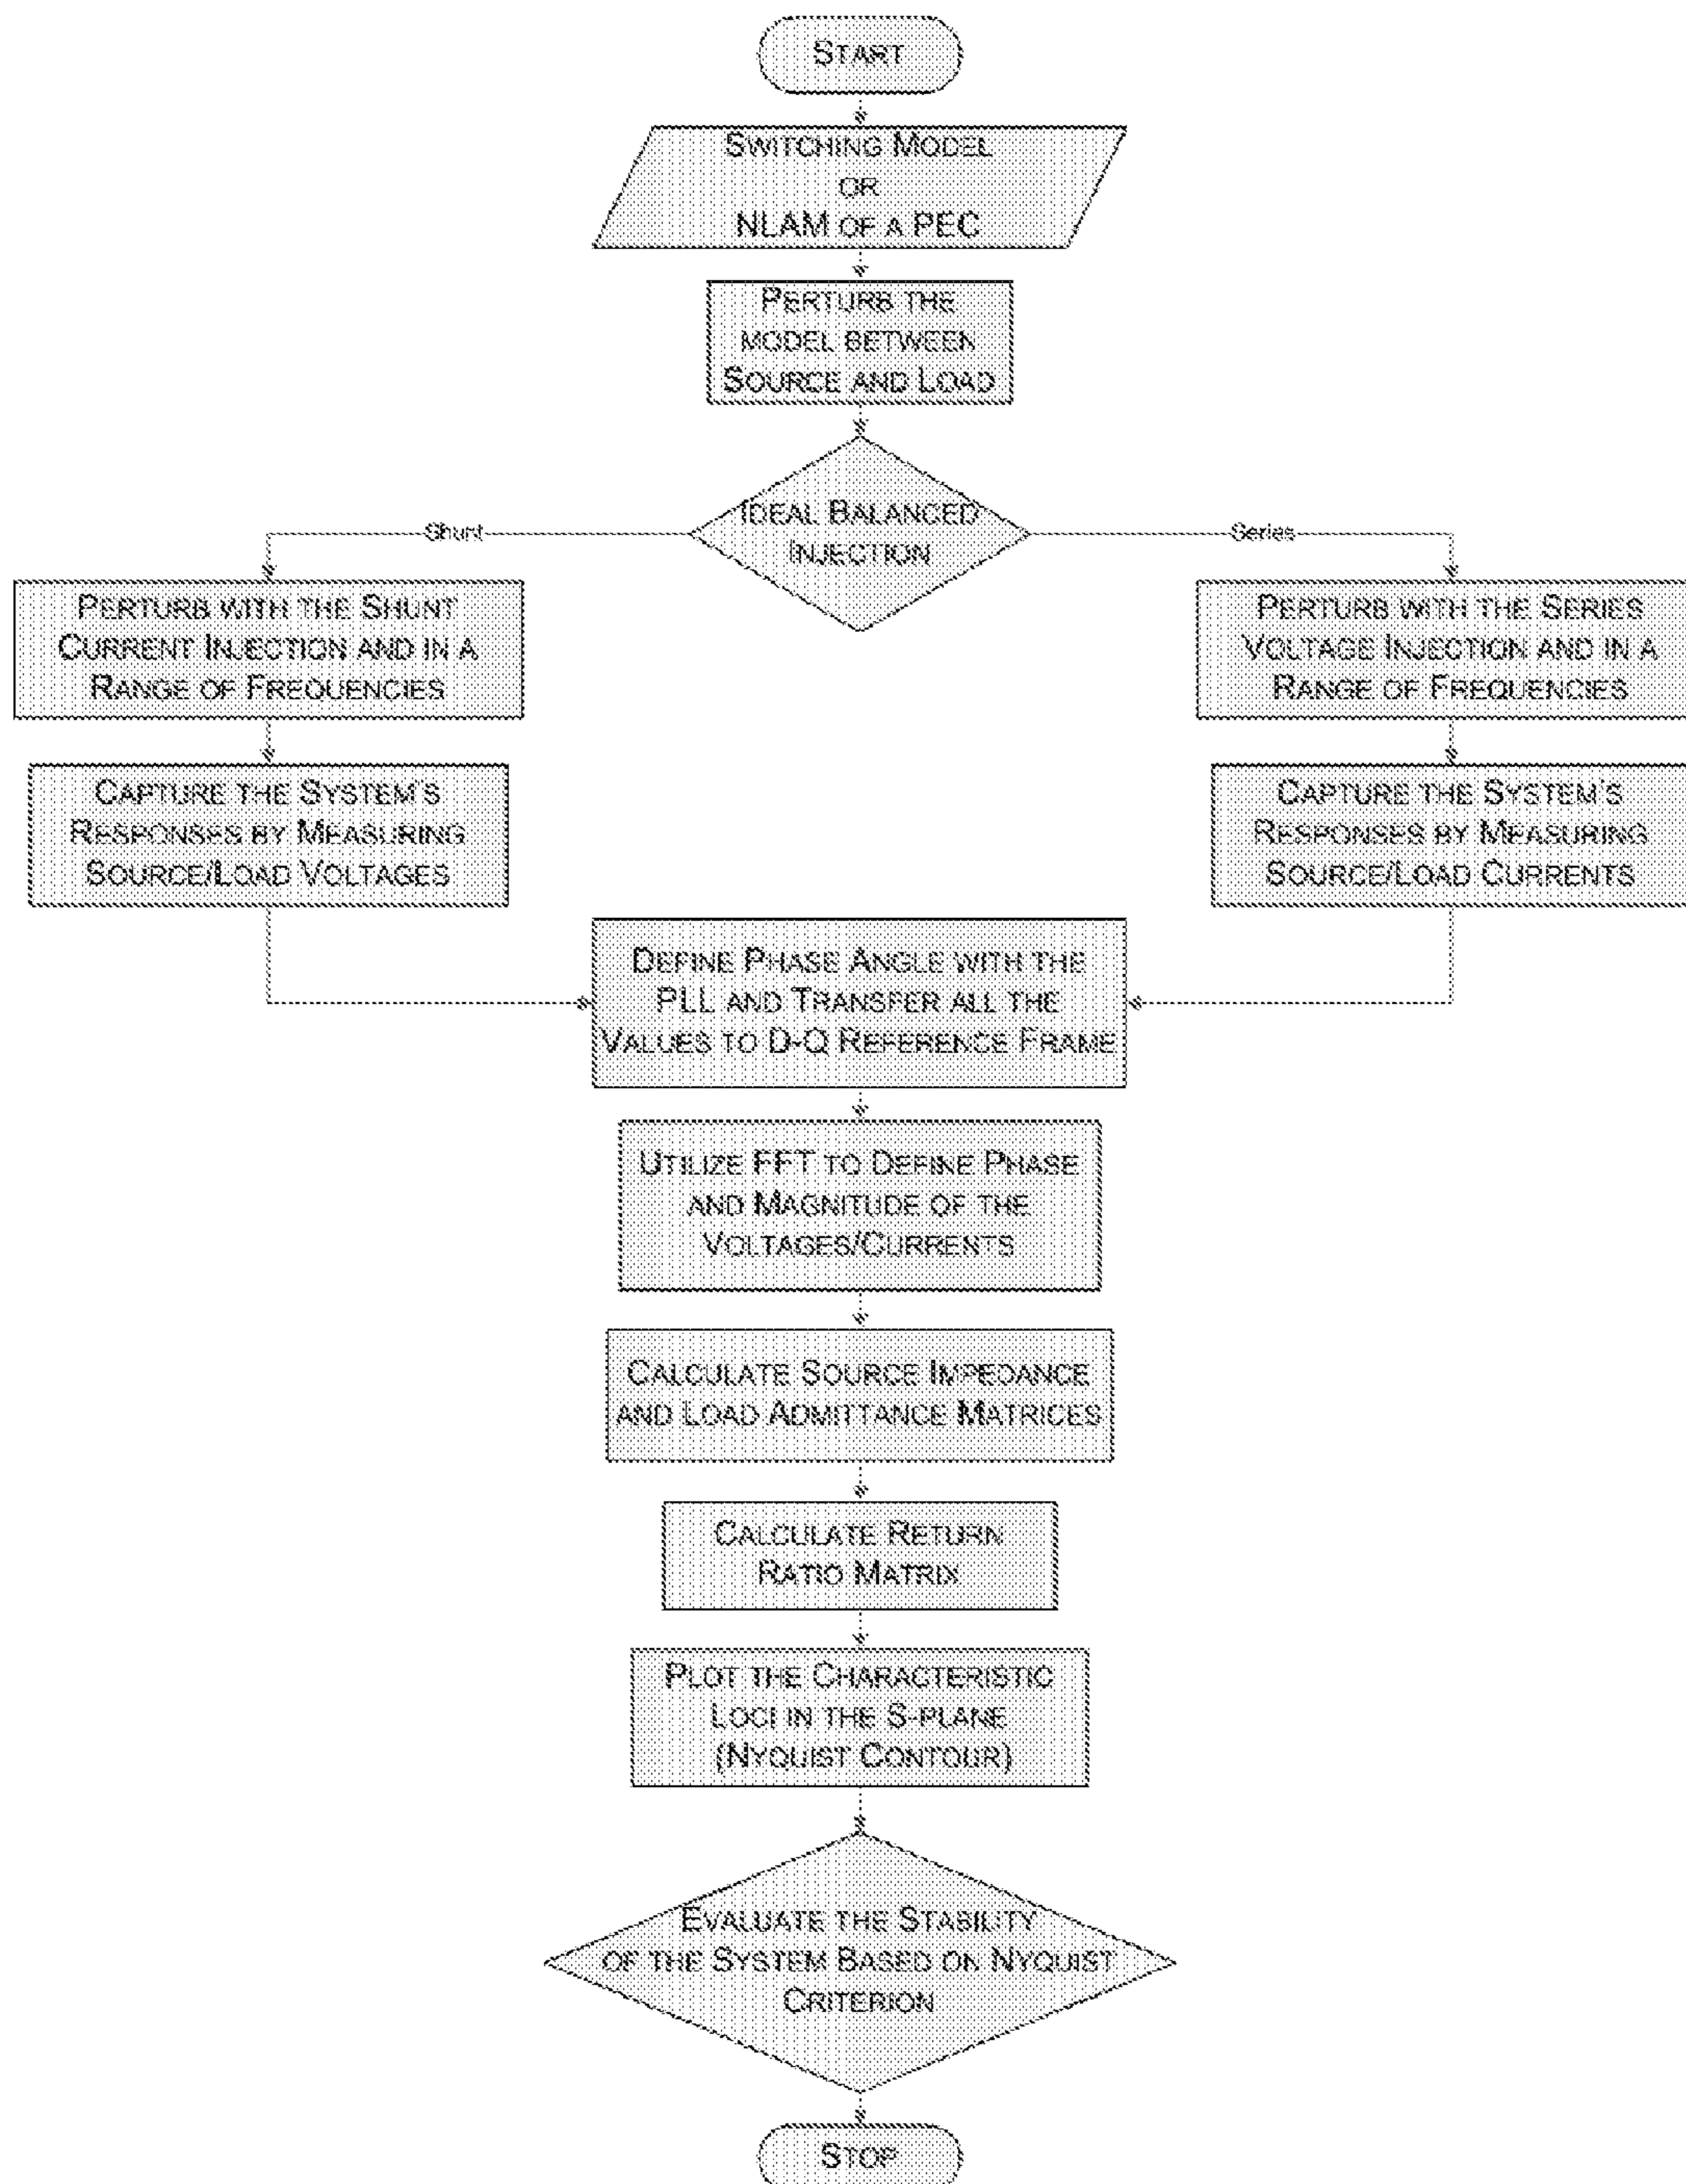 START
SWITCHING MODEL
OR
NLAM OF A PEC
PERTURB THE
MODEL BETWEEN
SOURCE AND LOAD
IDEAL BALANCED
INJECTION
Shunt
Series
PERTURB WITH THE SHUNT
CURRENT INJECTION AND IN A
RANGE OF FREQUENCIES
PERTURB WITH THE SERIES
VOLTAGE INJECTION AND IN A
RANGE OF FREQUENCIES
CAPTURE THE SYSTEM'S
RESPONSES BY MEASURING
SOURCE/LOAD VOLTAGES
CAPTURE THE SYSTEM'S
RESPONSES BY MEASURING
SOURCE/LOAD CURRENTS
DEFINE PHASE ANGLE WITH THE
PLL AND TRANSFER ALL THE
VALUES TO D-Q REFERENCE FRAME
UTILIZE FFT TO DEFINE PHASE
AND MAGNITUDE OF THE
VOLTAGES/CURRENTS
CALCULATE SOURCE IMPEDANCE
AND LOAD ADMITTANCE MATRICES
CALCULATE RETURN
RATIO MATRIX
PLOT THE CHARACTERISTIC
LOCI IN THE S-PLANE
(NYQUIST CONTOUR)
EVALUATE THE STABILITY
OF THE SYSTEM BASED ON NYQUIST
CRITERION
STOP